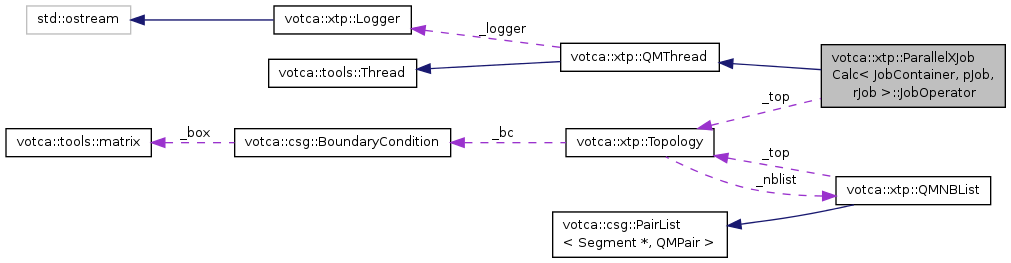 std::ostream
votca::xtp::Logger
_logger
votca::tools::Thread
votca::xtp::QMThread
votca::xtp::ParallelXJob
Calc< JobContainer, pJob,
rJob >::JobOperator
_top
votca::tools::matrix
_box
votca::csg::BoundaryCondition
_bc
votca::xtp::Topology
_top
_nblist
votca::xtp::QMNBList
votca::csg::PairList
< Segment *, QMPair >